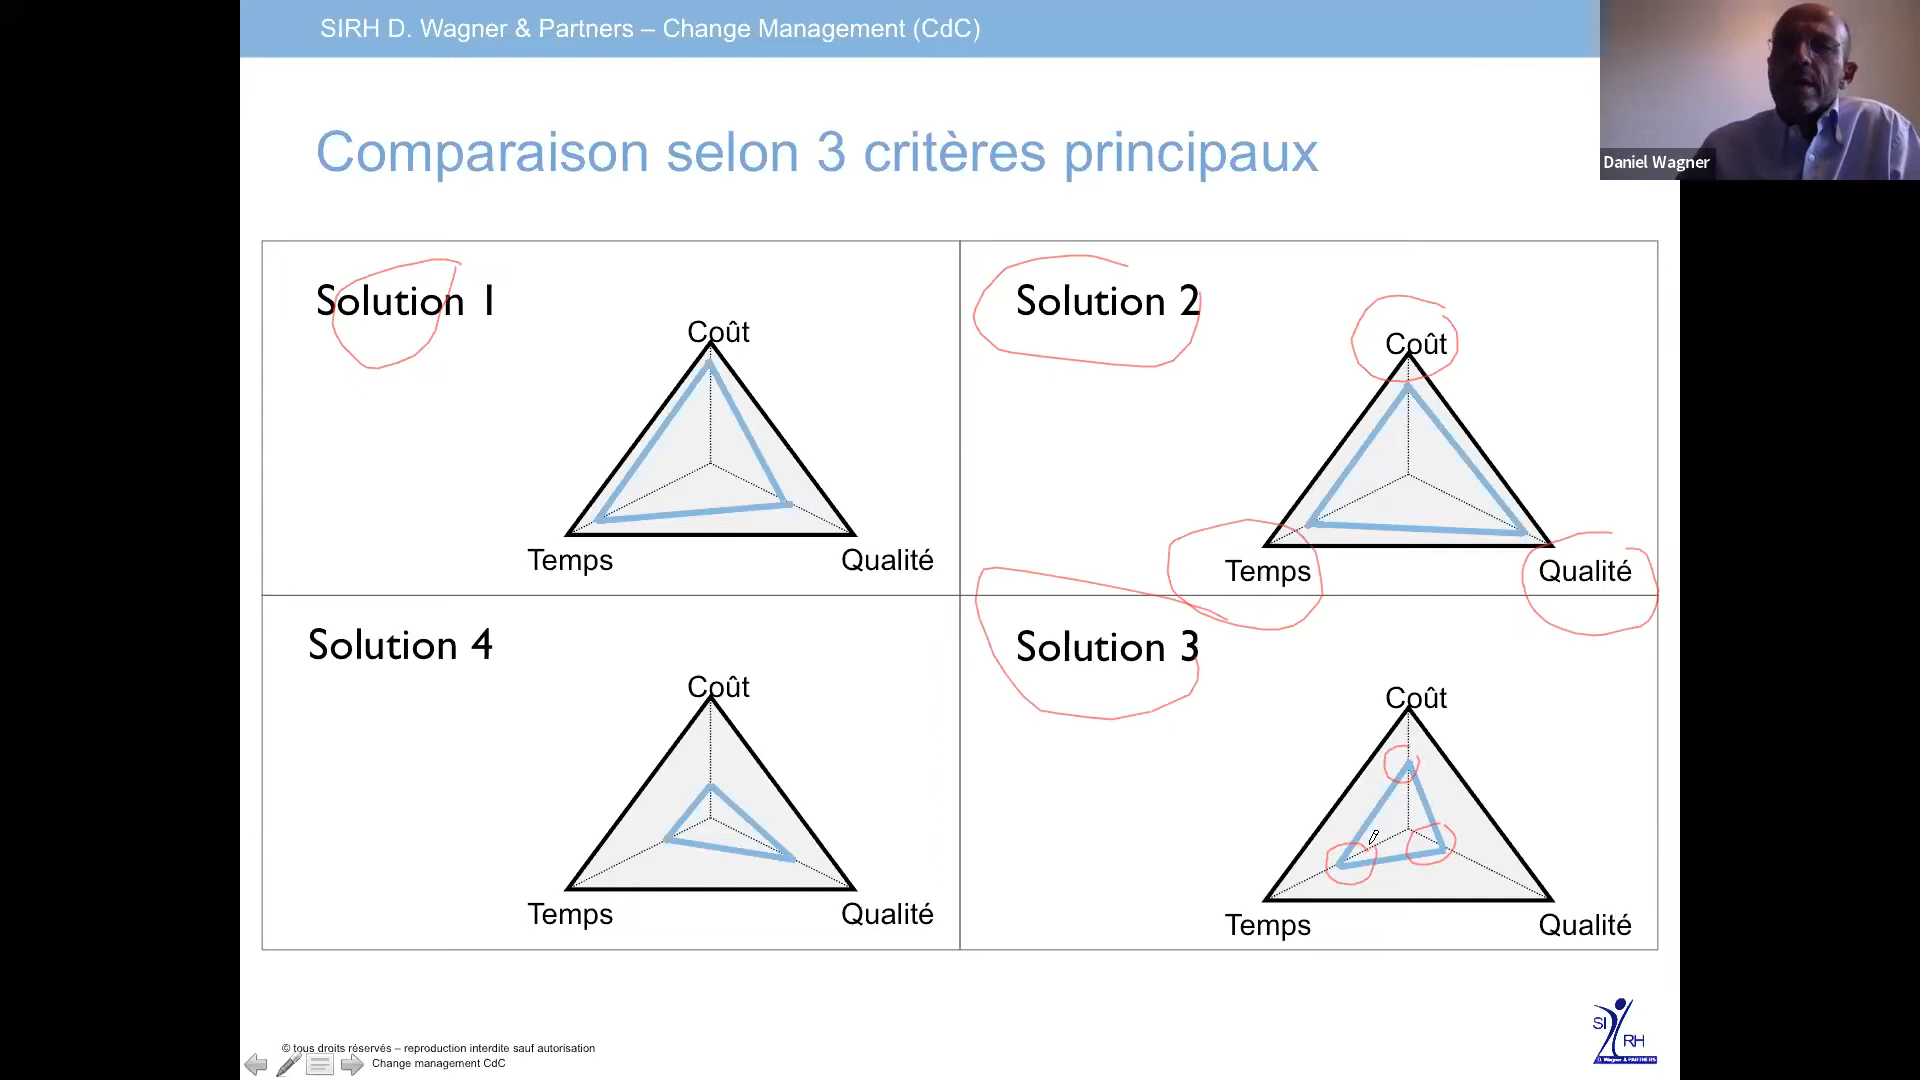 SIRH D. Wagner & Partners – Change Management (CdC)
Daniel Wagner
Comparaison selon 3 critères principaux
Solution 1
Coût
Temps
Qualité
Solution 2
Coût
Temps
Qualité
Solution 4
Coût
Temps
Qualité
Solution 3
Coût
Temps
Qualité
© tous droits réservés – reproduction interdite sauf autorisation
Change management CdC
SI
RH
D. Wagner & PARTNERS